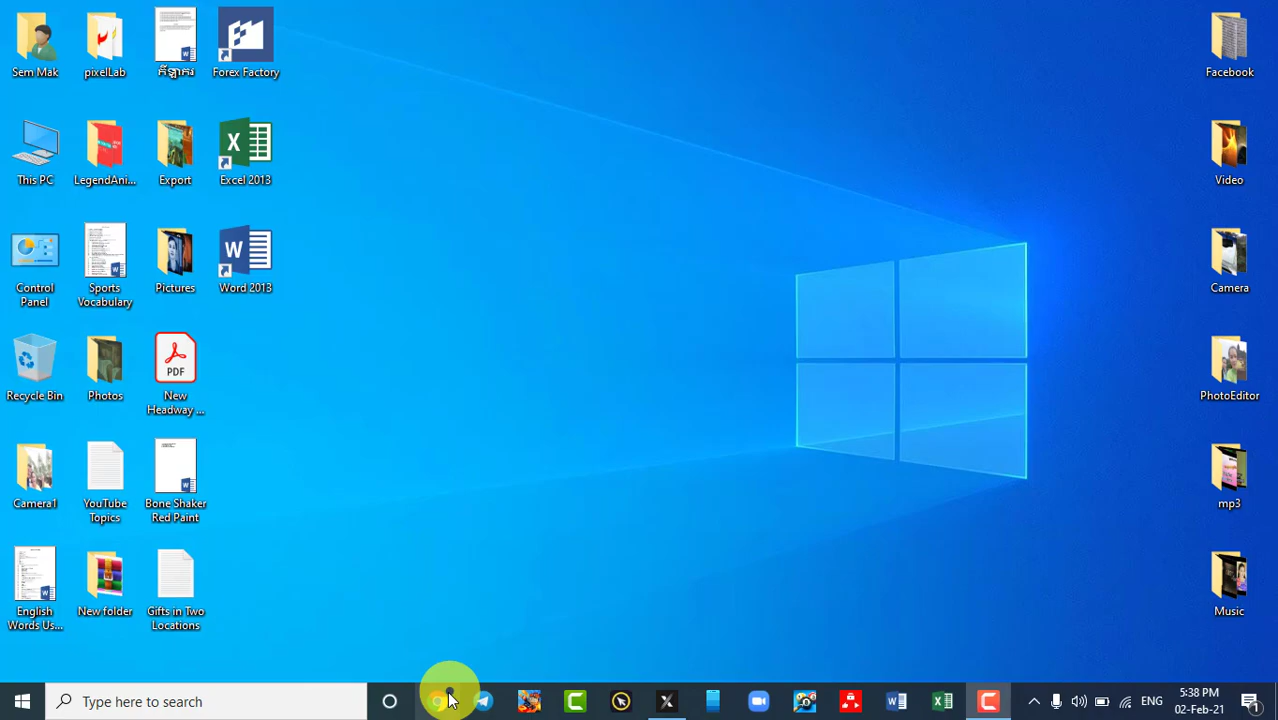 Sem Mak
pixelLab
កីឡាករ
Forex Factory
This PC
LegendAni...
Export
Excel 2013
Control
Panel
Sports
Vocabulary
Pictures
Word 2013
Recycle Bin
Photos
PDF
New
Headway ...
Camera1
YouTube
Topics
Bone Shaker
Red Paint
English
Words Us...
New folder
Gifts in Two
Locations
Facebook
Video
Camera
PhotoEditor
mp3
Music
Type here to search
ENG
5:38 PM
02-Feb-21
1